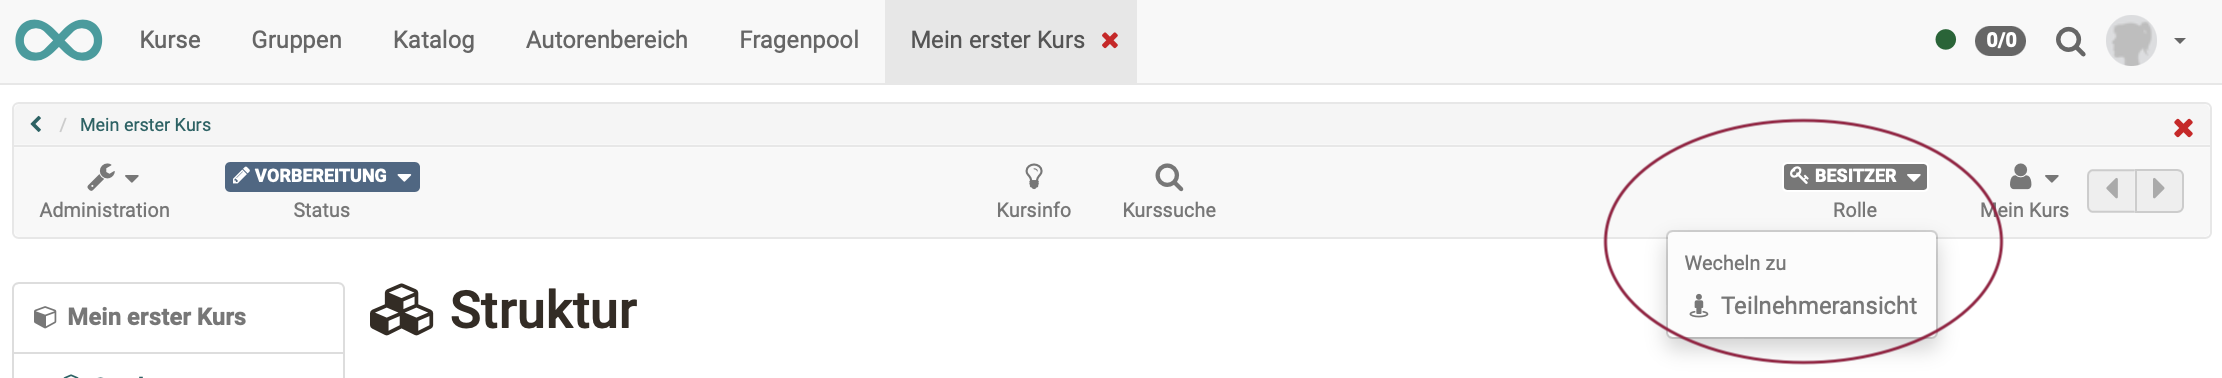 Kurse Gruppen Katalog Autorenbereich Fragenpool Mein erster Kurs 0/0
/ Mein erster Kurs
VORBEREITUNG BESITZER
Administration Status Kursinfo Kurssuche Rolle Mein Kurs
Wecheln zu
Teilnehmeransicht
Mein erster Kurs
Struktur